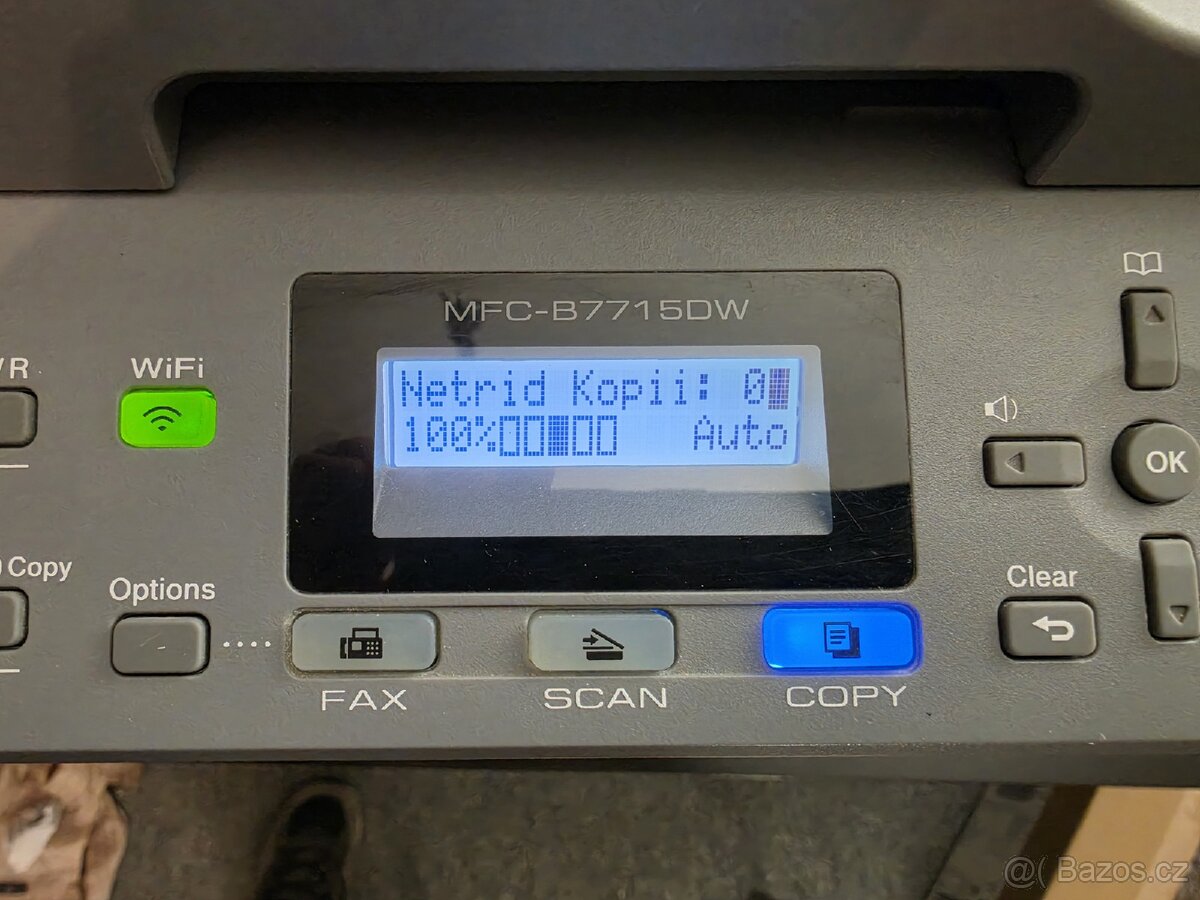 MFC-B7715DW
Netrid Kopii: 0
100% Auto
/R
WiFi
Copy
Options
OK
Clear
FAX
SCAN
COPY
@( Bazos.cz